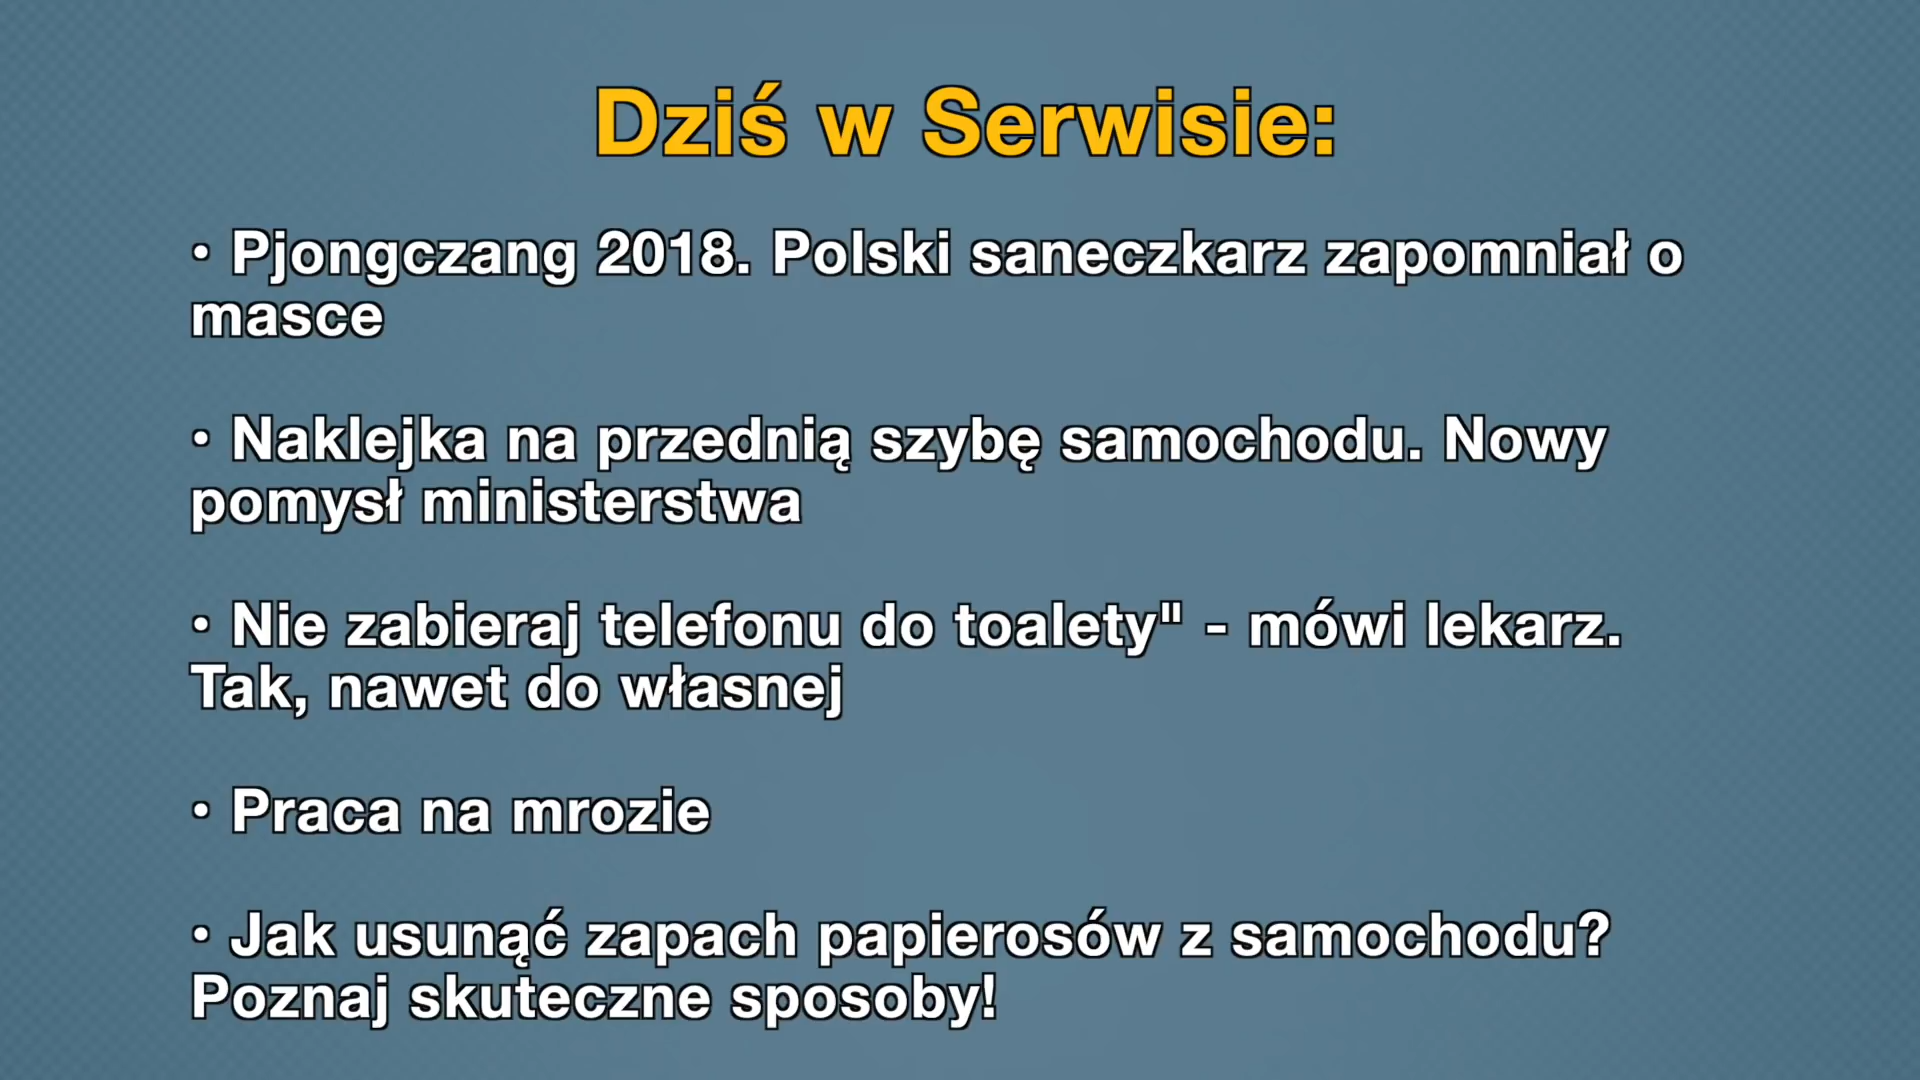 Dziś w Serwisie:
• Pjongczang 2018. Polski saneczkarz zapomniał o
masce
• Naklejka na przednią szybę samochodu. Nowy
pomysł ministerstwa
• Nie zabieraj telefonu do toalety" - mówi lekarz.
Tak, nawet do własnej
• Praca na mrozie
• Jak usunąć zapach papierosów z samochodu?
Poznaj skuteczne sposoby!